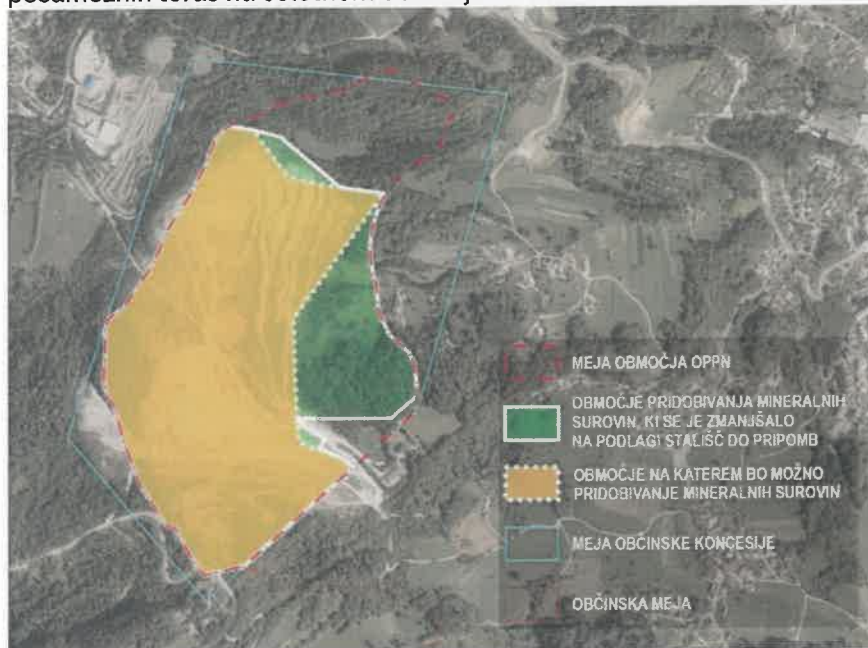 MEJA OBMOČJA OPPN
OBMOČJE PRIDOBIVANJA MINERALNIH
SUROVIN, KI SE JE ZMANJŠALO
NA PODLAGI STALIŠČ DO PRIPOMB
OBMOČJE NA KATEREM BO MOŽNO
PRIDOBIVANJE MINERALNIH SUROVIN
MEJA OBČINSKE KONCESIJE
OBČINSKA MEJA